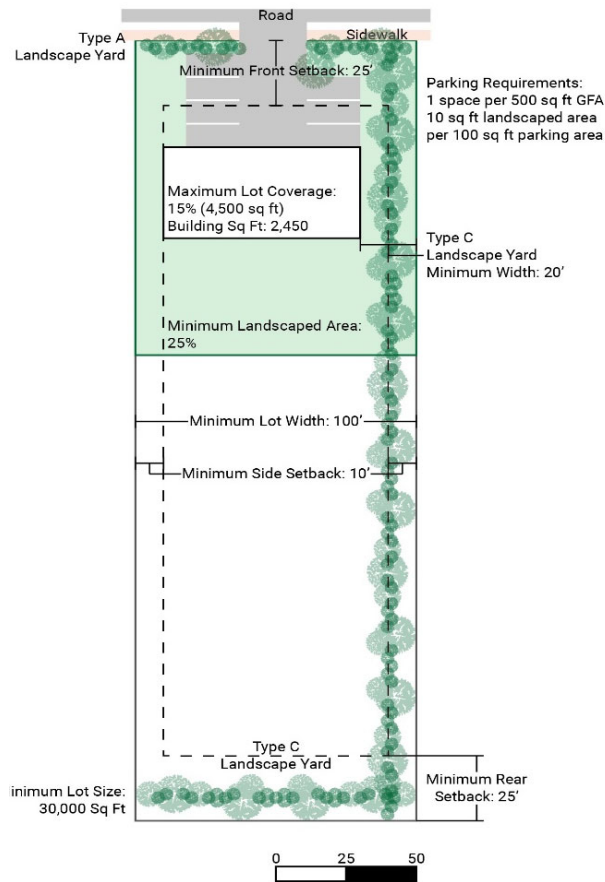 Road
Type A
Landscape Yard
Sidewalk
Minimum Front Setback: 25'
Parking Requirements:
1 space per 500 sq ft GFA
10 sq ft landscaped area
per 100 sq ft parking area
Maximum Lot Coverage:
15% (4,500 sq ft)
Building Sq Ft: 2,450
Type C
Landscape Yard
Minimum Width: 20'
Minimum Landscaped Area:
25%
Minimum Lot Width: 100'
Minimum Side Setback: 10'
Type C
Landscape Yard
inimum Lot Size:
30,000 Sq Ft
Minimum Rear
Setback: 25'
0 25 50